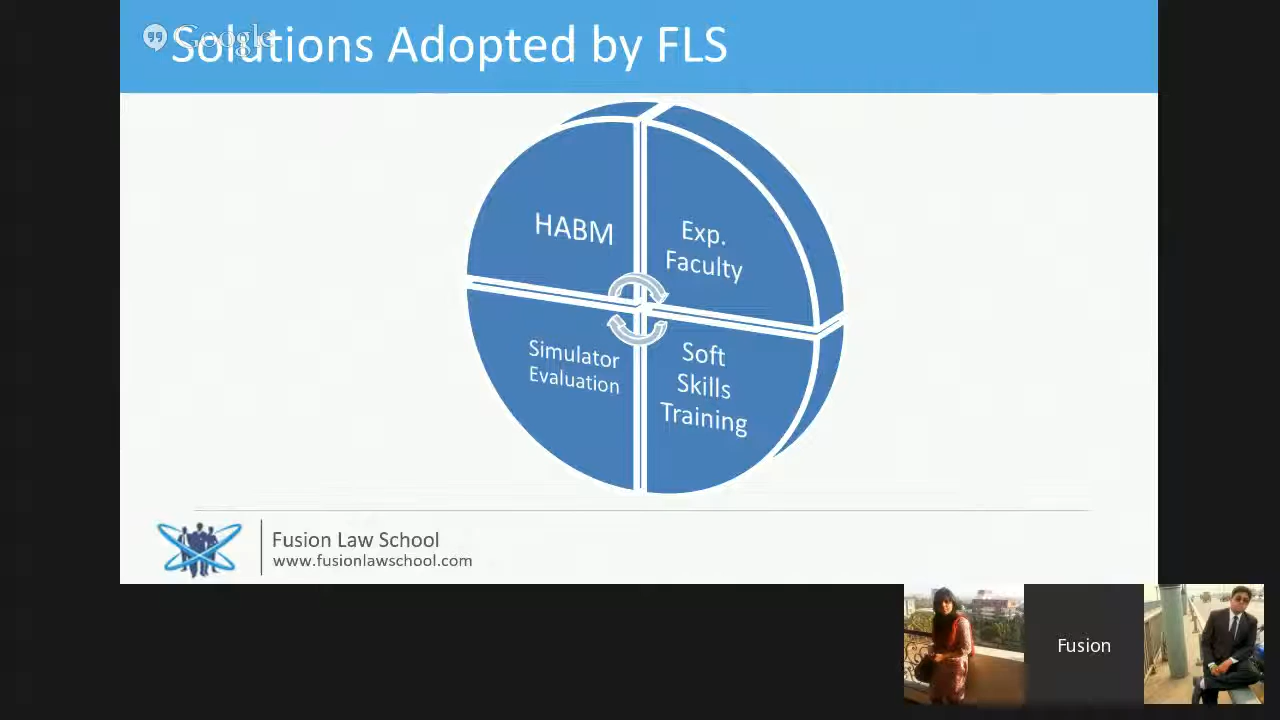 Google
Solutions Adopted by FLS
HABM
Exp.
Faculty
Simulator
Evaluation
Soft
Skills
Training
Fusion Law School
www.fusionlawschool.com
Fusion